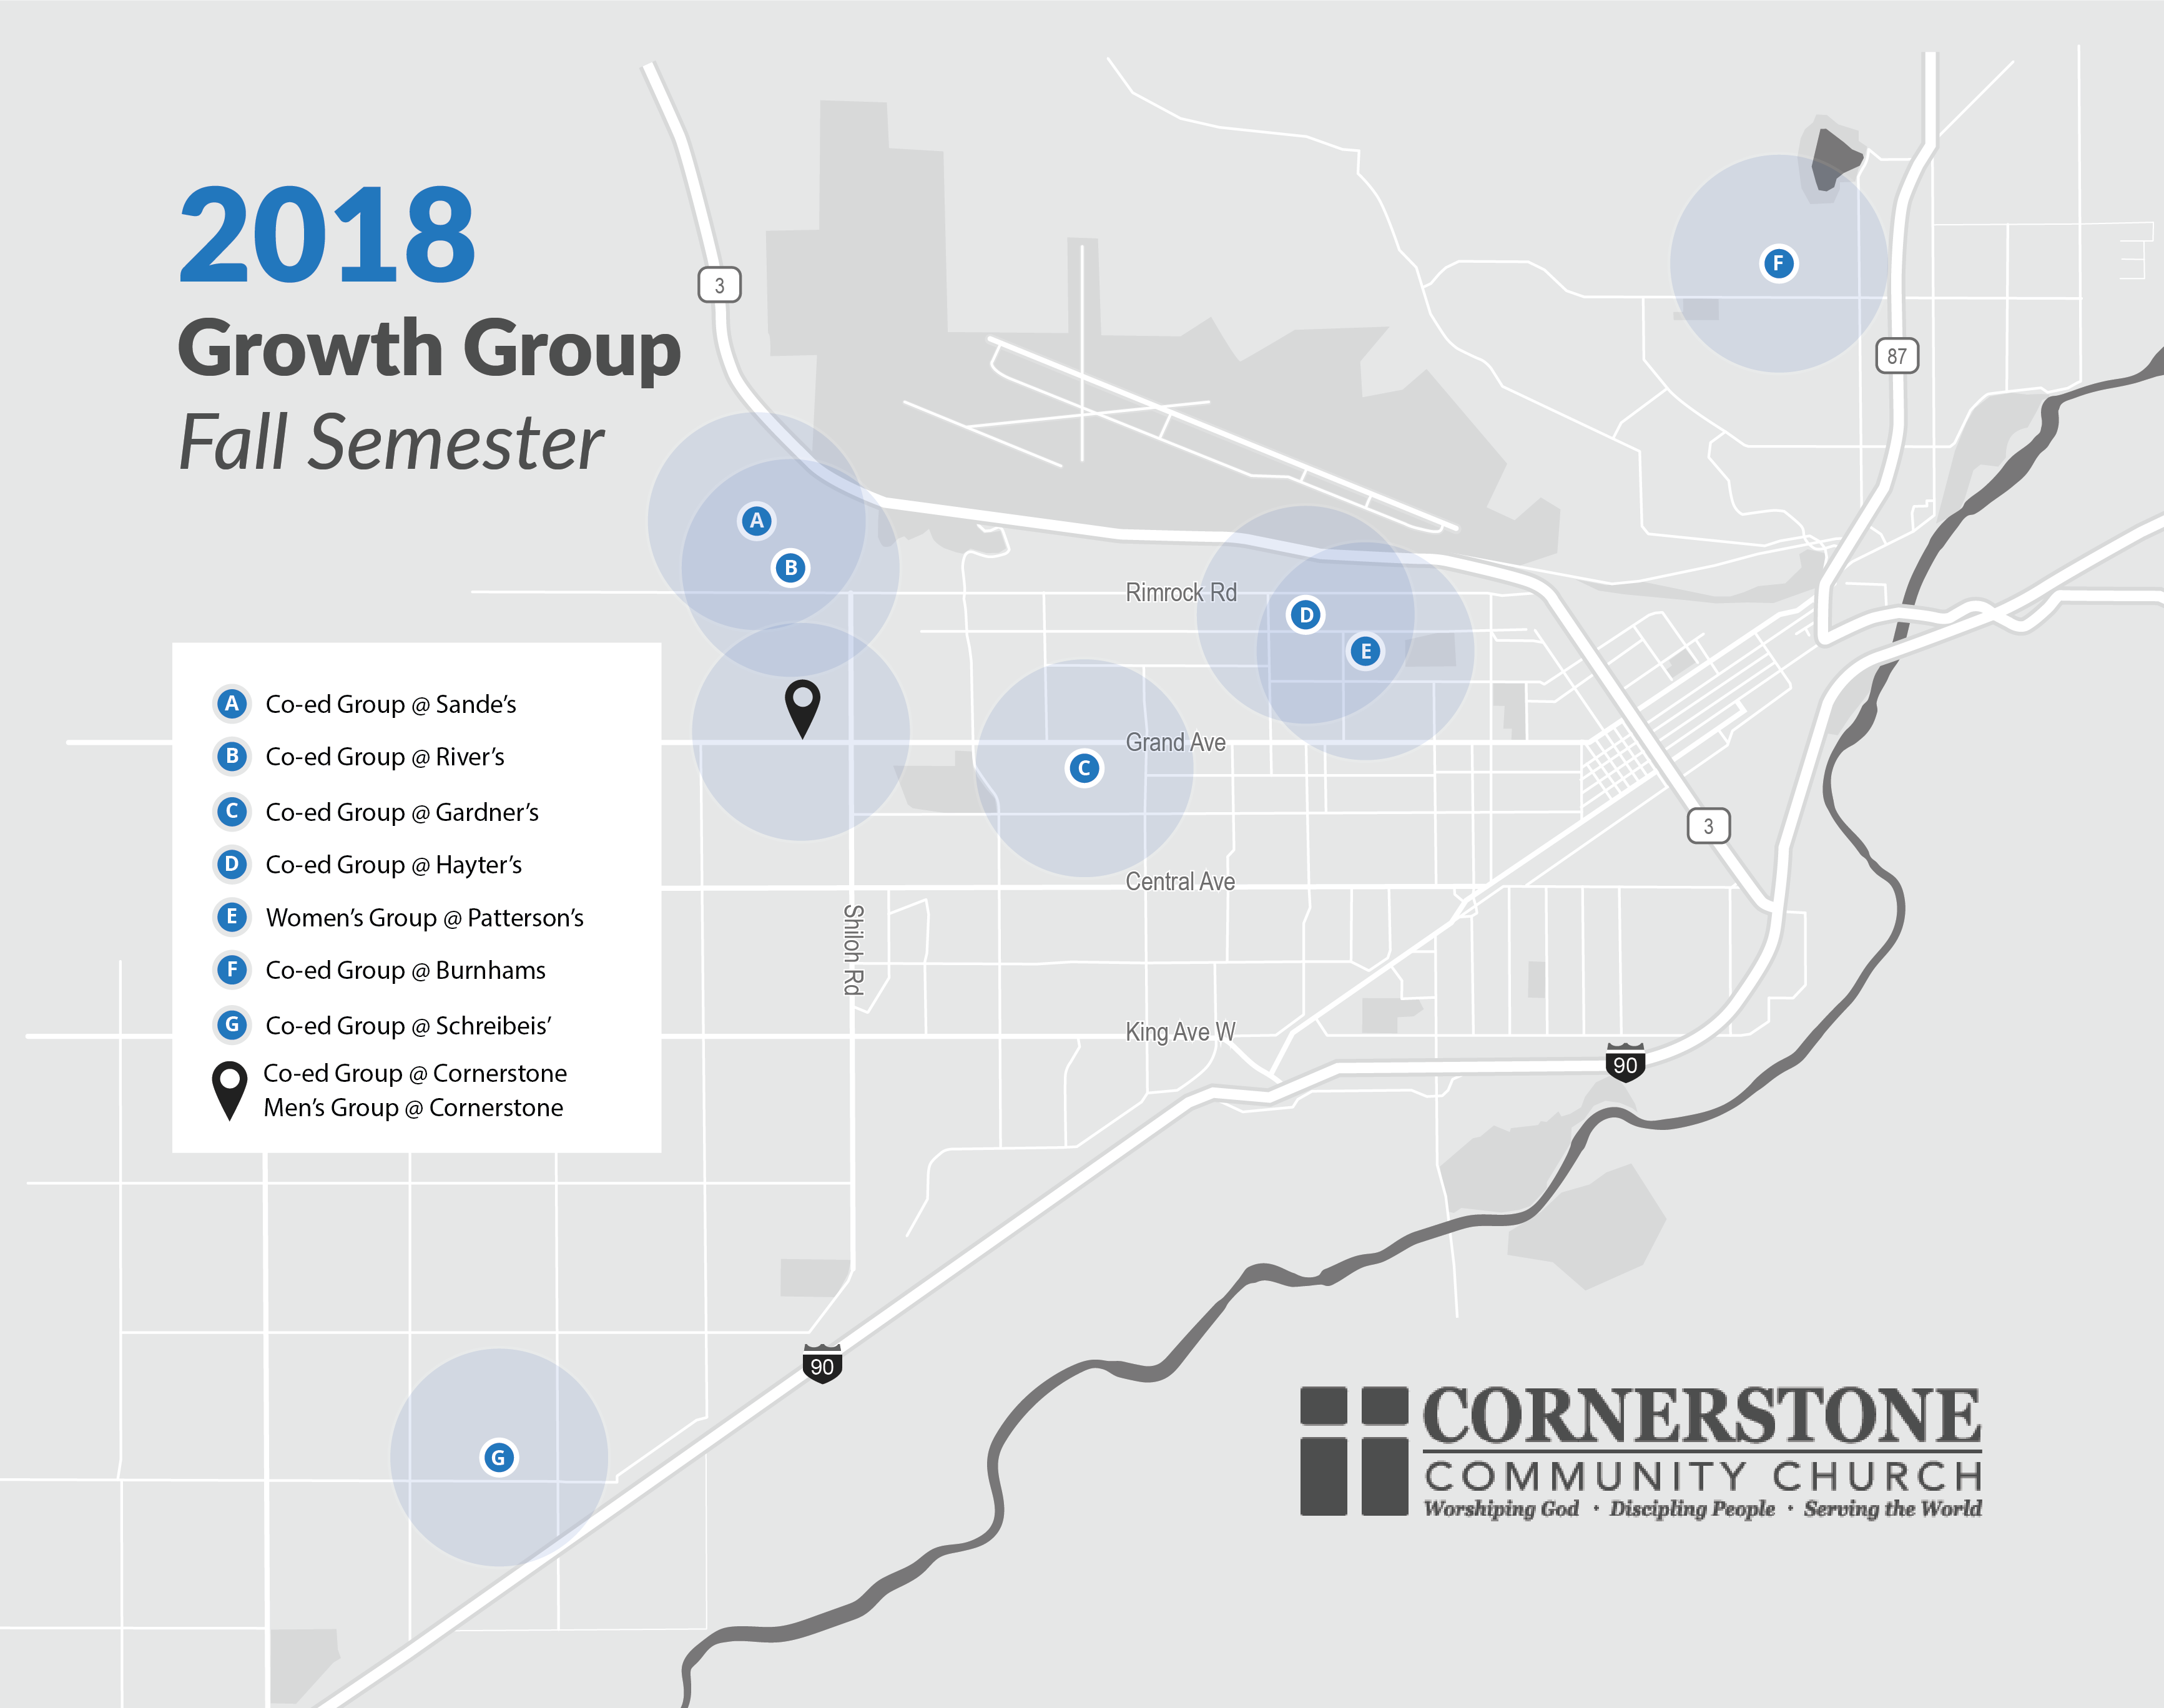 2018
Growth Group
Fall Semester
3
87
F
A
B
Rimrock Rd
D
E
Grand Ave
C
3
Central Ave
Shiloh Rd
King Ave W
90
90
G
A Co-ed Group @ Sande’s
B Co-ed Group @ River’s
C Co-ed Group @ Gardner’s
D Co-ed Group @ Hayter’s
E Women’s Group @ Patterson’s
F Co-ed Group @ Burnhams
G Co-ed Group @ Schreibeis’
Co-ed Group @ Cornerstone
Men’s Group @ Cornerstone
CORNERSTONE
COMMUNITY CHURCH
Worshiping God • Discipling People • Serving the World